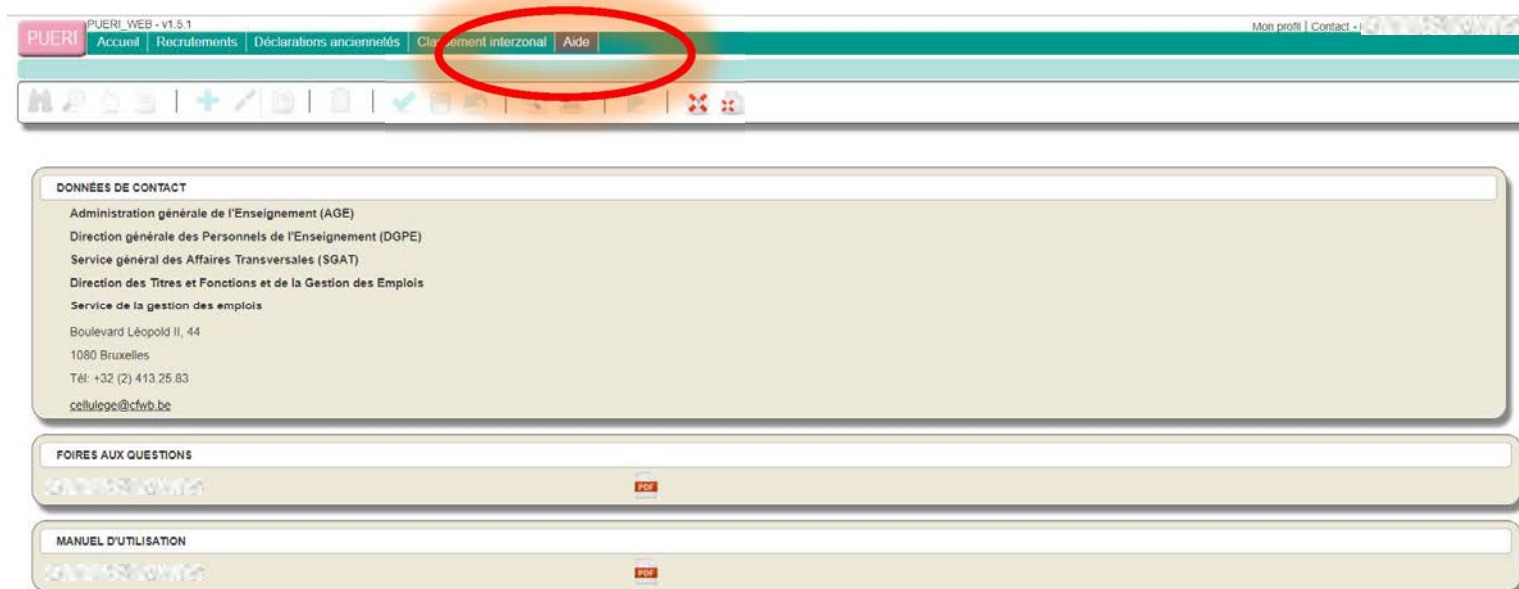 PUERI_WEB - v1.5.1
Mon profil | Contact -
PUERI
Accueil | Recrutements | Déclarations anciennetés | Classement interzonal | Aide
DONNÉES DE CONTACT
Administration générale de l'Enseignement (AGE)
Direction générale des Personnels de l'Enseignement (DGPE)
Service général des Affaires Transversales (SGAT)
Direction des Titres et Fonctions et de la Gestion des Emplois
Service de la gestion des emplois
Boulevard Léopold II, 44
1080 Bruxelles
Tél: +32 (2) 413.25.83
cellulege@cfwb.be
FOIRES AUX QUESTIONS
PDF
MANUEL D'UTILISATION
PDF